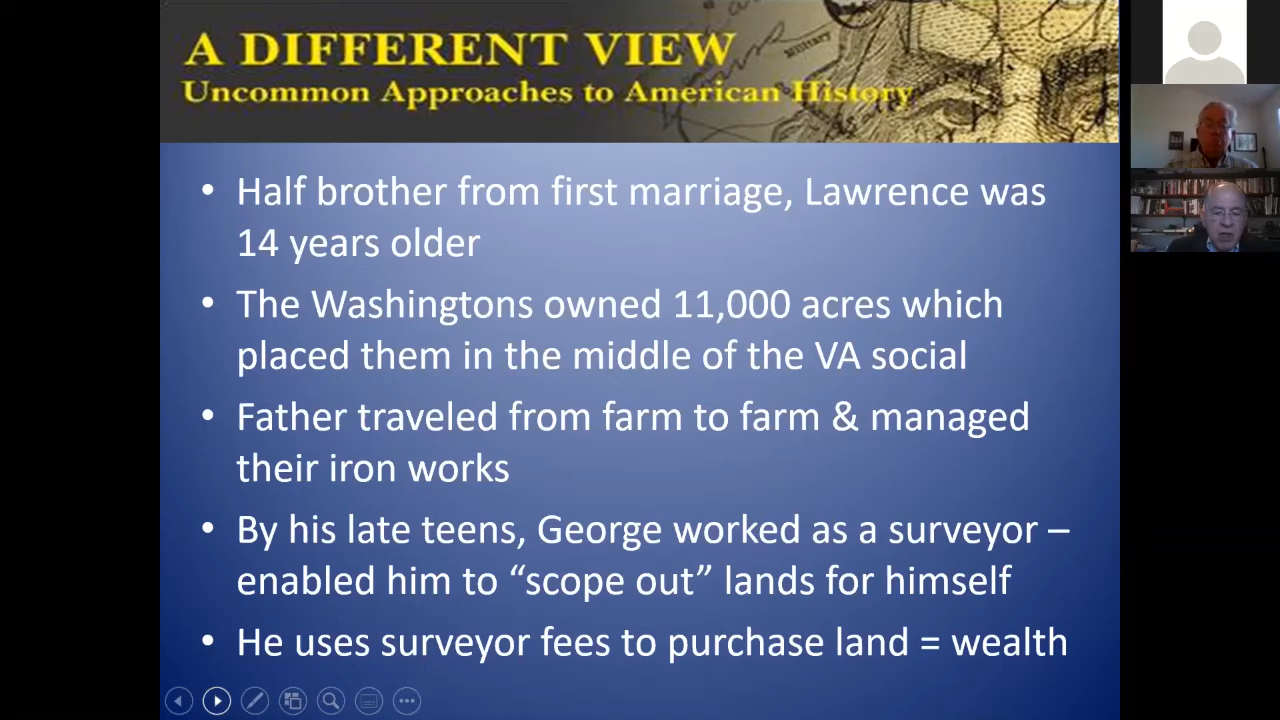 A DIFFERENT VIEW
Uncommon Approaches to American History
Military
• Half brother from first marriage, Lawrence was
14 years older
• The Washingtons owned 11,000 acres which
placed them in the middle of the VA social
• Father traveled from farm to farm & managed
their iron works
• By his late teens, George worked as a surveyor –
enabled him to “scope out” lands for himself
• He uses surveyor fees to purchase land = wealth